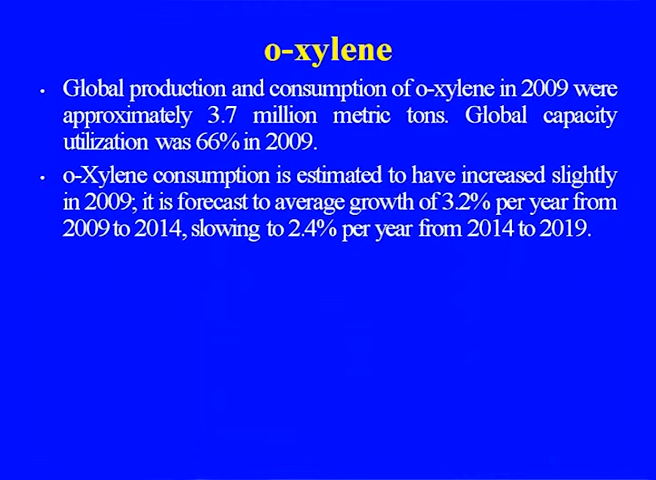 o-xylene
• Global production and consumption of o-xylene in 2009 were
approximately 3.7 million metric tons. Global capacity
utilization was 66% in 2009.
• o-Xylene consumption is estimated to have increased slightly
in 2009; it is forecast to average growth of 3.2% per year from
2009 to 2014, slowing to 2.4% per year from 2014 to 2019.